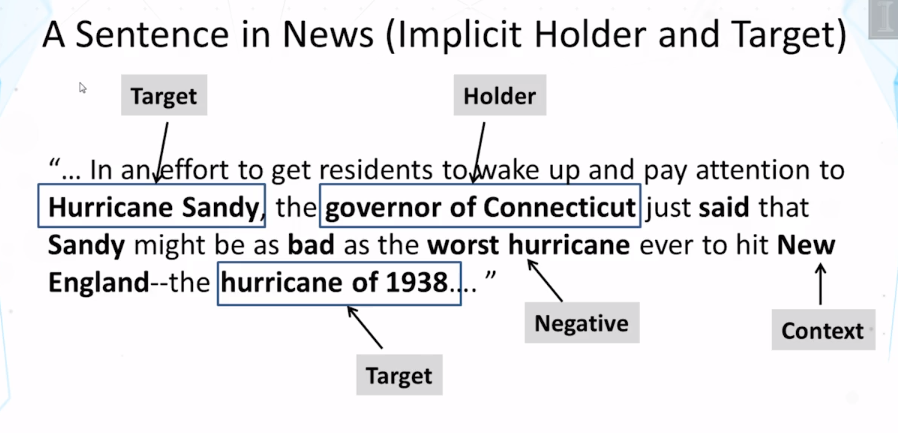 A Sentence in News (Implicit Holder and Target)
Target
Holder
“... In an effort to get residents to wake up and pay attention to
Hurricane Sandy, the governor of Connecticut just said that
Sandy might be as bad as the worst hurricane ever to hit New
England--the hurricane of 1938.... ”
Negative
Context
Target